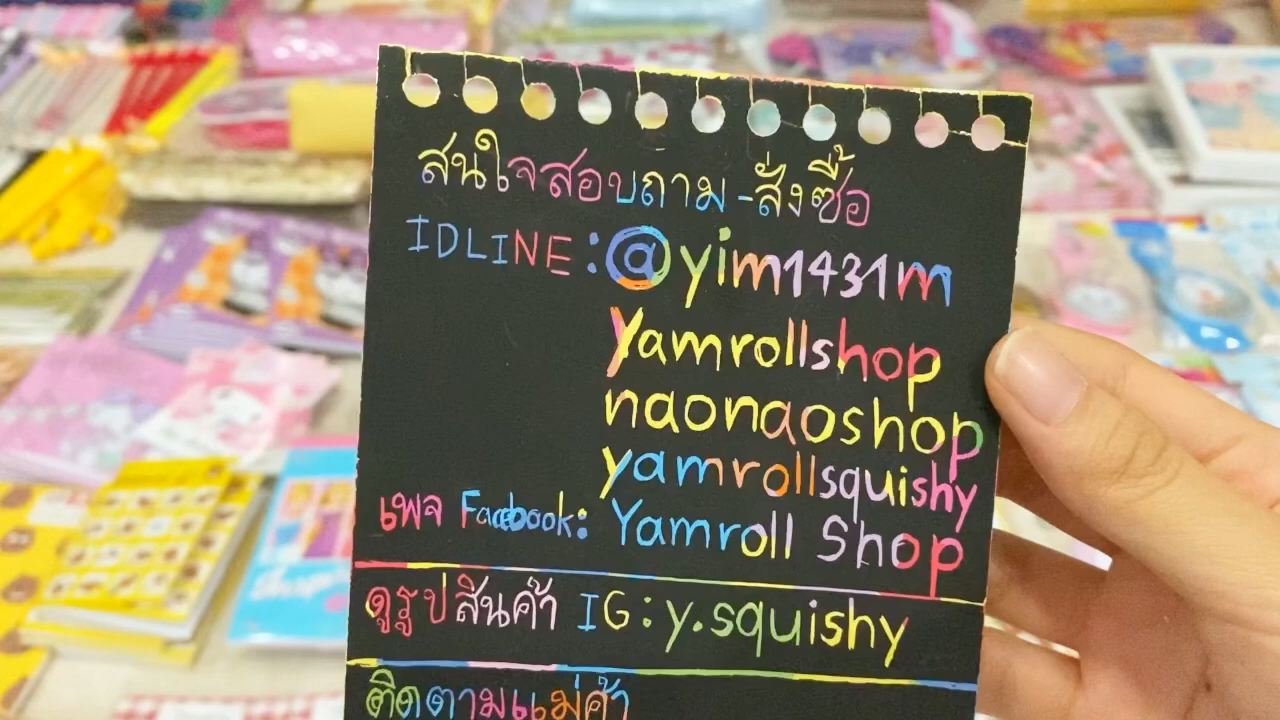 สนใจสอบถาม-สั่งซื้อ
IDLINE:@yim1431m
Yamrollshop
naonaoshop
yamrollsquishy
เพจ Facebook: Yamroll Shop
ดูรูปสินค้า IG:y.squishy
ติดตามแม่ค้า